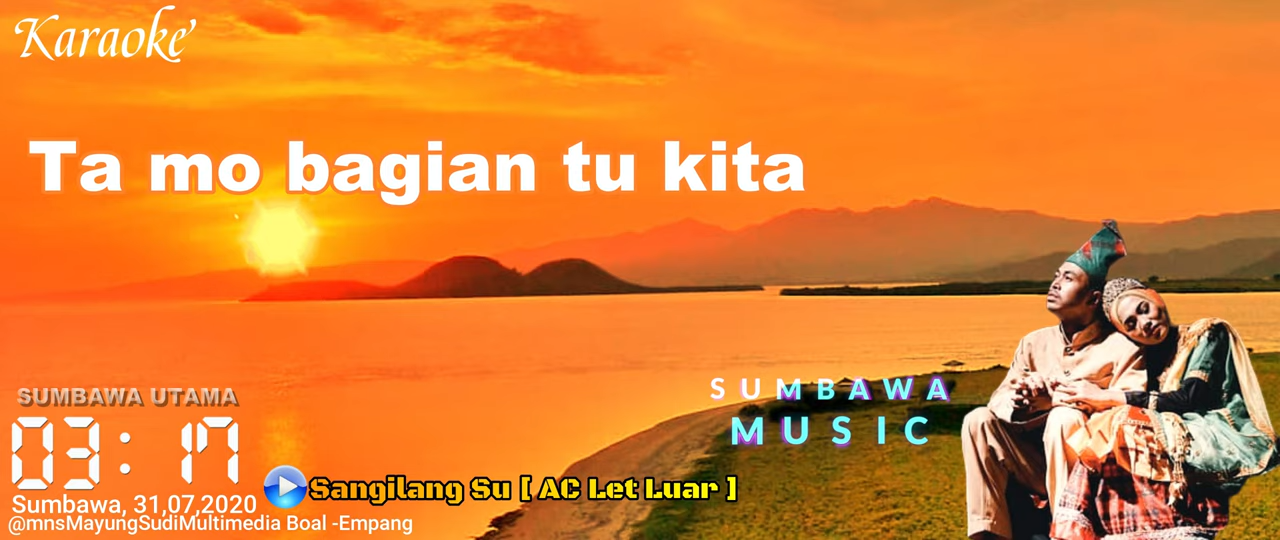 Karaoke'
Ta mo bagian tu kita
SUMBAWA UTAMA
03: 17
SUMBAWA
MUSIC
Sangilang Su [ AC Let Luar ]
Sumbawa, 31,07,2020
@mnsMayungSudiMultimedia Boal -Empang